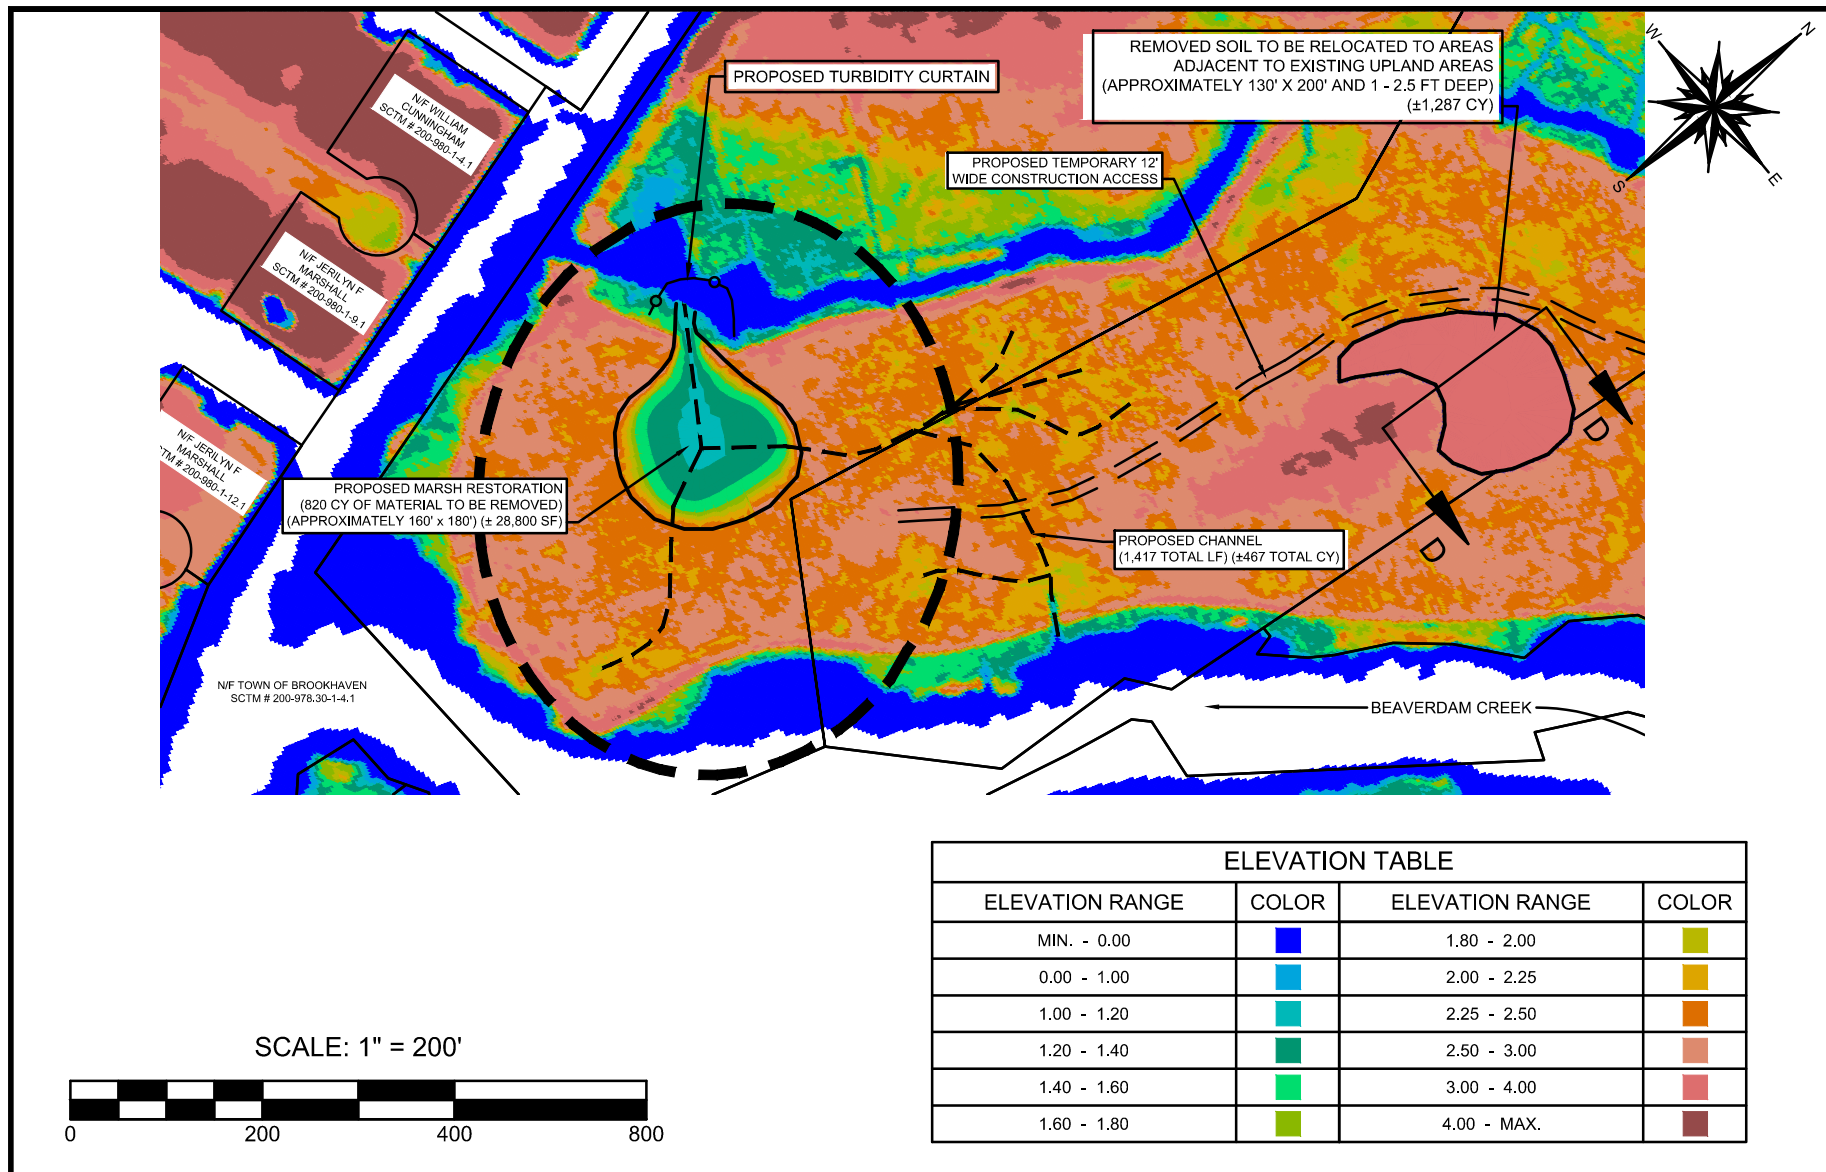 REMOVED SOIL TO BE RELOCATED TO AREAS
ADJACENT TO EXISTING UPLAND AREAS
(APPROXIMATELY 130' X 200' AND 1 - 2.5 FT DEEP)
(±1,287 CY)
W
N
S
E
PROPOSED TURBIDITY CURTAIN
N/F WILLIAM
CUNNINGHAM
SCTM # 200-980-1-4.1
PROPOSED TEMPORARY 12'
WIDE CONSTRUCTION ACCESS
N/F JERILYN F
MARSHALL
SCTM # 200-980-1-9.1
N/F JERILYN F
MARSHALL
CTM # 200-980-1-12.1
PROPOSED MARSH RESTORATION
(820 CY OF MATERIAL TO BE REMOVED)
(APPROXIMATELY 160' x 180') (± 28,800 SF)
D
D
PROPOSED CHANNEL
(1,417 TOTAL LF) (±467 TOTAL CY)
N/F TOWN OF BROOKHAVEN
SCTM # 200-978.30-1-4.1
BEAVERDAM CREEK
ELEVATION TABLE
ELEVATION RANGE COLOR ELEVATION RANGE COLOR
MIN. - 0.00 1.80 - 2.00
0.00 - 1.00 2.00 - 2.25
1.00 - 1.20 2.25 - 2.50
1.20 - 1.40 2.50 - 3.00
1.40 - 1.60 3.00 - 4.00
1.60 - 1.80 4.00 - MAX.
SCALE: 1" = 200'
0 200 400 800